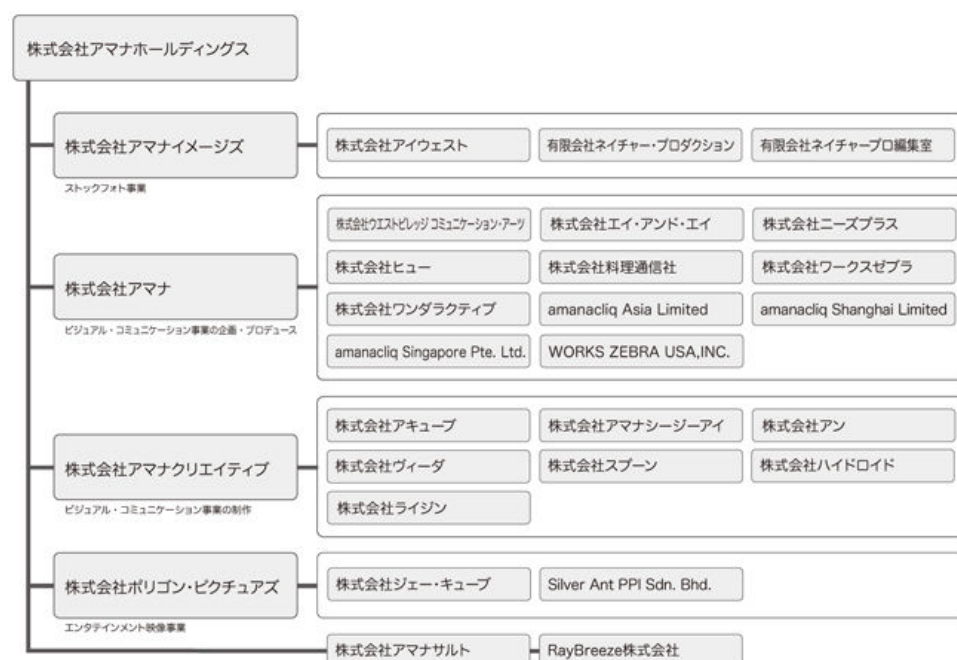 株式会社アマナホールディングス
株式会社アマナイメージズ
ストックフォト事業
株式会社アイウェスト
有限会社ネイチャー・プロダクション
有限会社ネイチャープロ編集室
株式会社アマナ
ビジュアル・コミュニケーション事業の企画・プロデュース
株式会社ウエストビレッジ コミュニケーション・アーツ
株式会社エイ・アンド・エイ
株式会社ニーズプラス
株式会社ヒュー
株式会社料理通信社
株式会社ワークスゼブラ
株式会社ワンダラクティブ
amanacliq Asia Limited
amanacliq Shanghai Limited
amanacliq Singapore Pte. Ltd.
WORKS ZEBRA USA,INC.
株式会社アマナクリエイティブ
ビジュアル・コミュニケーション事業の制作
株式会社アキューブ
株式会社アマナシージーアイ
株式会社アン
株式会社ヴィーダ
株式会社スプーン
株式会社ハイドロイド
株式会社ライジン
株式会社ポリゴン・ピクチュアズ
エンタテインメント映像事業
株式会社ジェー・キューブ
Silver Ant PPI Sdn. Bhd.
株式会社アマナサルト
RayBreeze株式会社